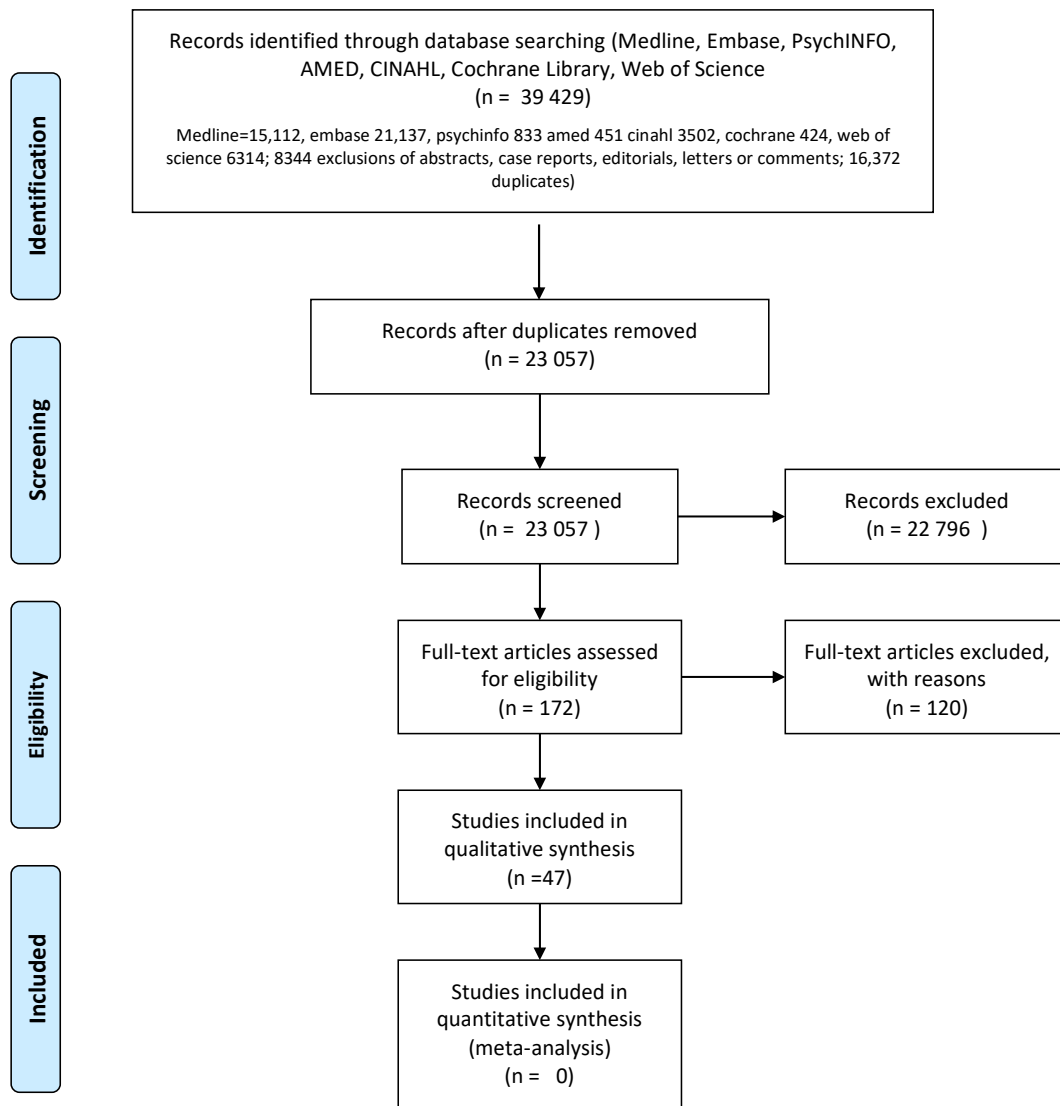 Records identified through database searching (Medline, Embase, PsychINFO,
AMED, CINAHL, Cochrane Library, Web of Science
(n = 39 429)
Medline=15,112, embase 21,137, psychinfo 833 amed 451 cinahl 3502, cochrane 424, web of
science 6314; 8344 exclusions of abstracts, case reports, editorials, letters or comments; 16,372
duplicates)
Identification
Records after duplicates removed
(n = 23 057)
Screening
Records screened
(n = 23 057 )
Records excluded
(n = 22 796 )
Eligibility
Full-text articles assessed
for eligibility
(n = 172)
Full-text articles excluded,
with reasons
(n = 120)
Studies included in
qualitative synthesis
(n =47)
Included
Studies included in
quantitative synthesis
(meta-analysis)
(n = 0)